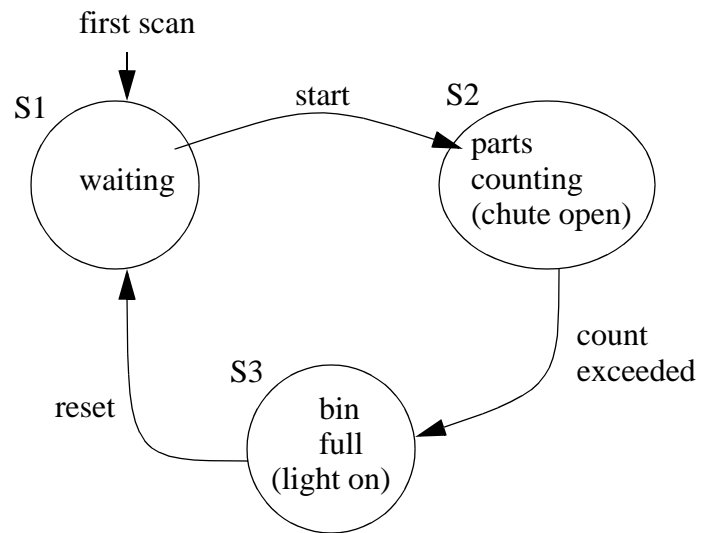 first scan
S1
start
S2
waiting
parts
counting
(chute open)
count
exceeded
S3
reset
bin
full
(light on)